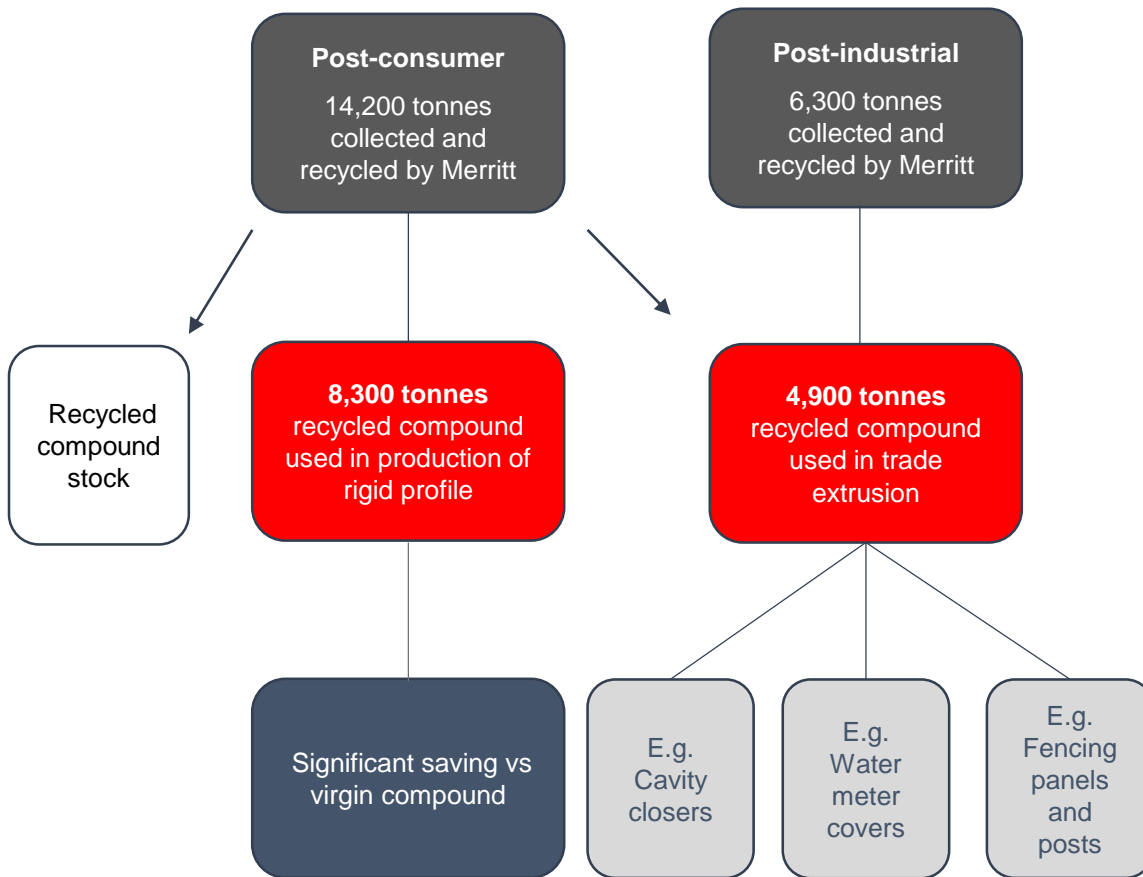 Post-consumer
14,200 tonnes
collected and
recycled by Merritt
Post-industrial
6,300 tonnes
collected and
recycled by Merritt
Recycled
compound
stock
8,300 tonnes
recycled compound
used in production of
rigid profile
4,900 tonnes
recycled compound
used in trade
extrusion
Significant saving vs
virgin compound
E.g.
Cavity
closers
E.g.
Water
meter
covers
E.g.
Fencing
panels
and
posts